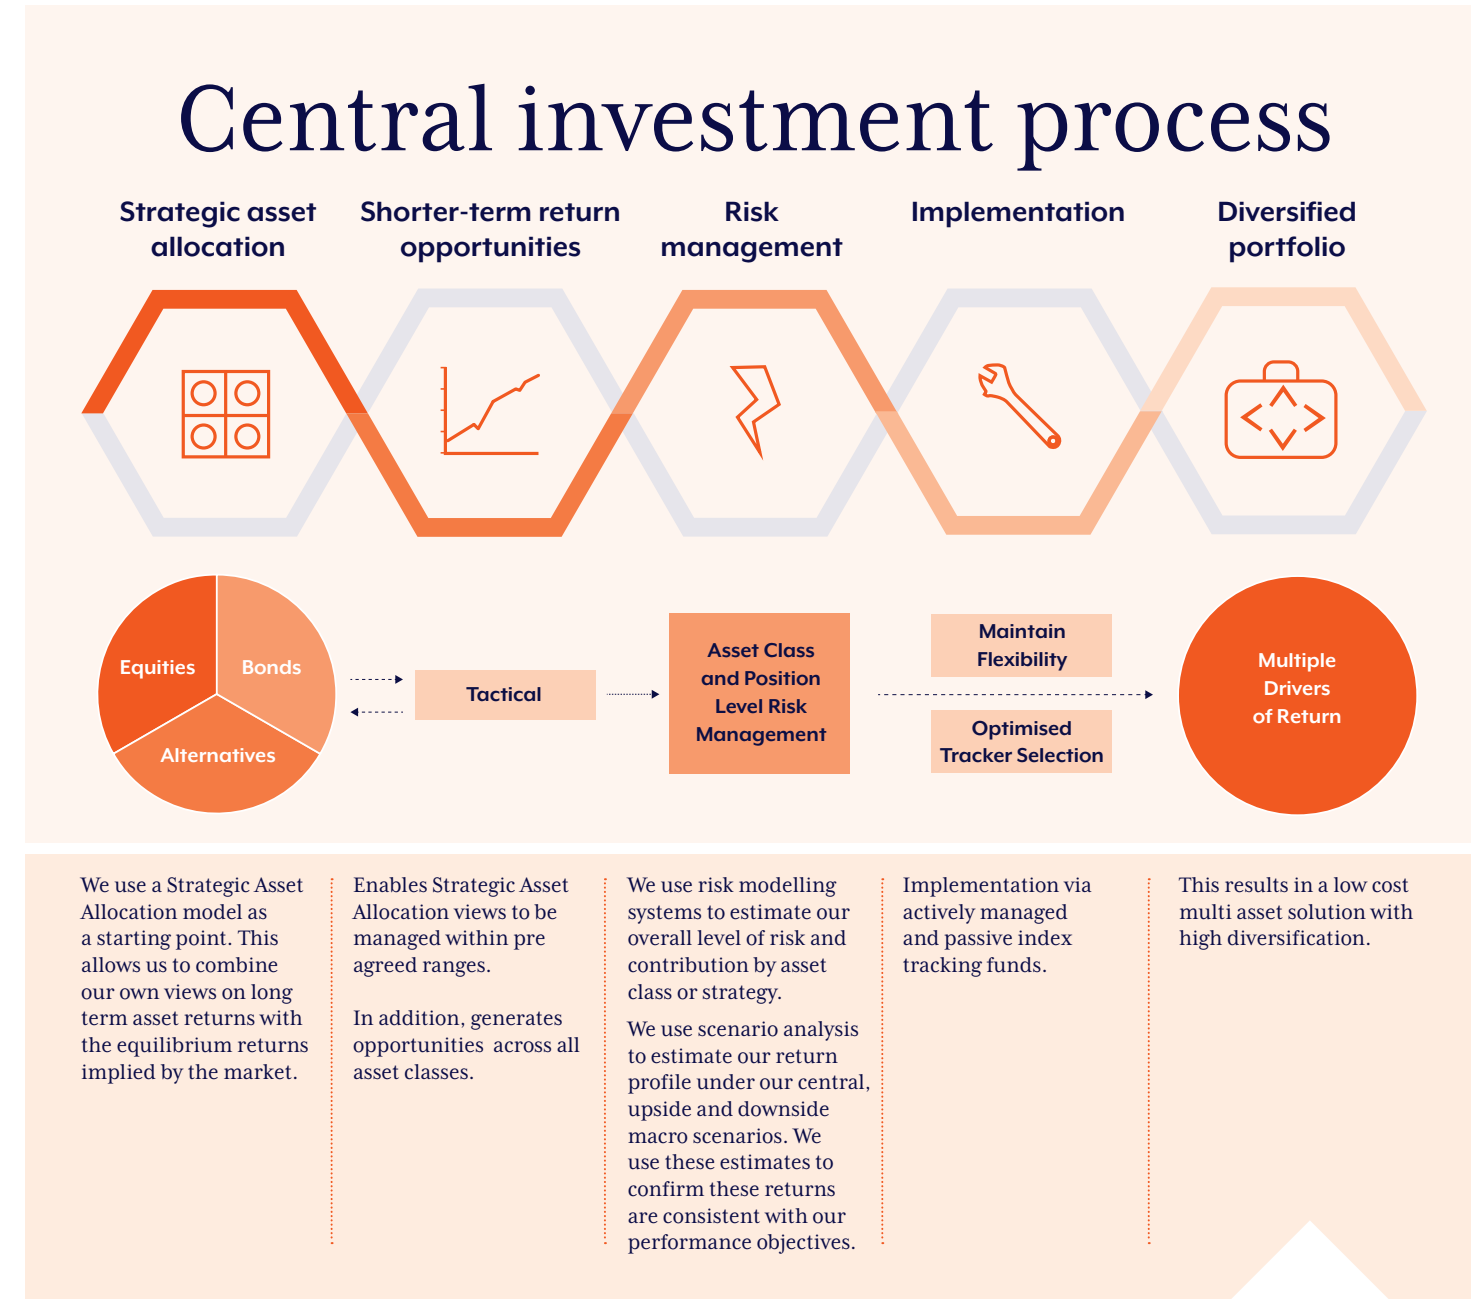 Central investment process
Strategic asset
allocation
Shorter-term return
opportunities
Risk
management
Implementation
Diversified
portfolio
Equities
Bonds
Alternatives
Tactical
Asset Class
and Position
Level Risk
Management
Maintain
Flexibility
Optimised
Tracker Selection
Multiple
Drivers
of Return
We use a Strategic Asset
Allocation model as
a starting point. This
allows us to combine
our own views on long
term asset returns with
the equilibrium returns
implied by the market.
Enables Strategic Asset
Allocation views to be
managed within pre
agreed ranges.
In addition, generates
opportunities across all
asset classes.
We use risk modelling
systems to estimate our
overall level of risk and
contribution by asset
class or strategy.
We use scenario analysis
to estimate our return
profile under our central,
upside and downside
macro scenarios. We
use these estimates to
confirm these returns
are consistent with our
performance objectives.
Implementation via
actively managed
and passive index
tracking funds.
This results in a low cost
multi asset solution with
high diversification.